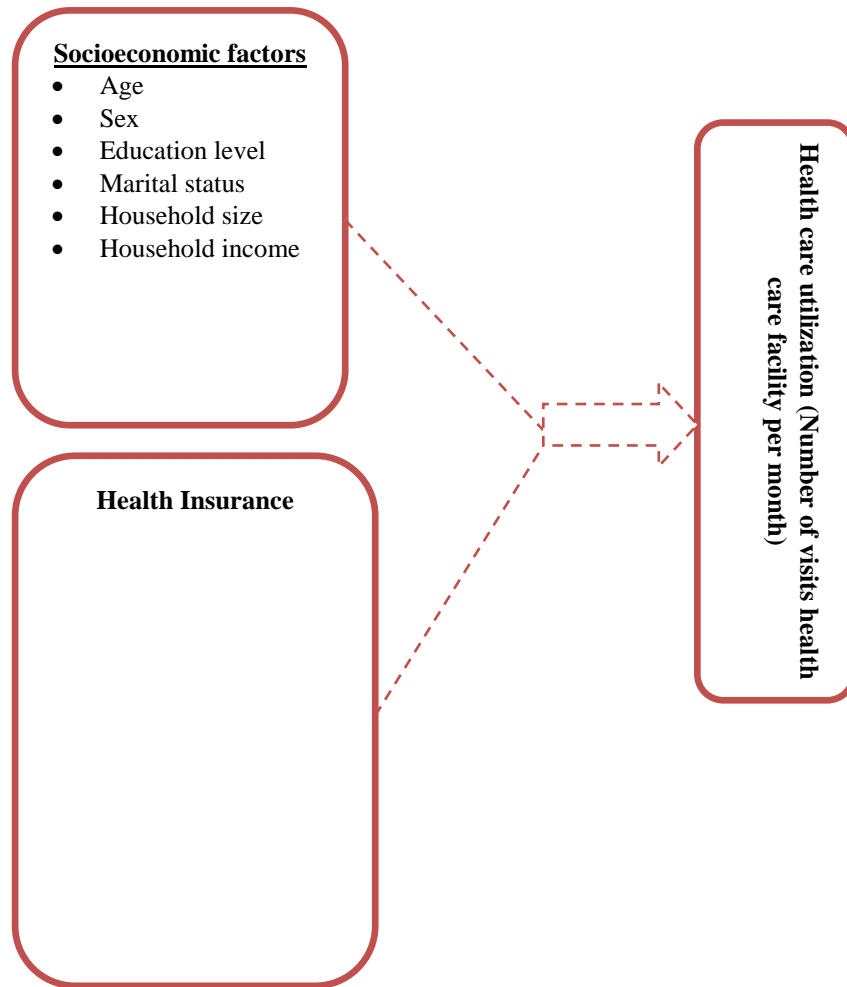 Socioeconomic factors
• Age
• Sex
• Education level
• Marital status
• Household size
• Household income
Health Insurance
Health care utilization (Number of visits health
care facility per month)